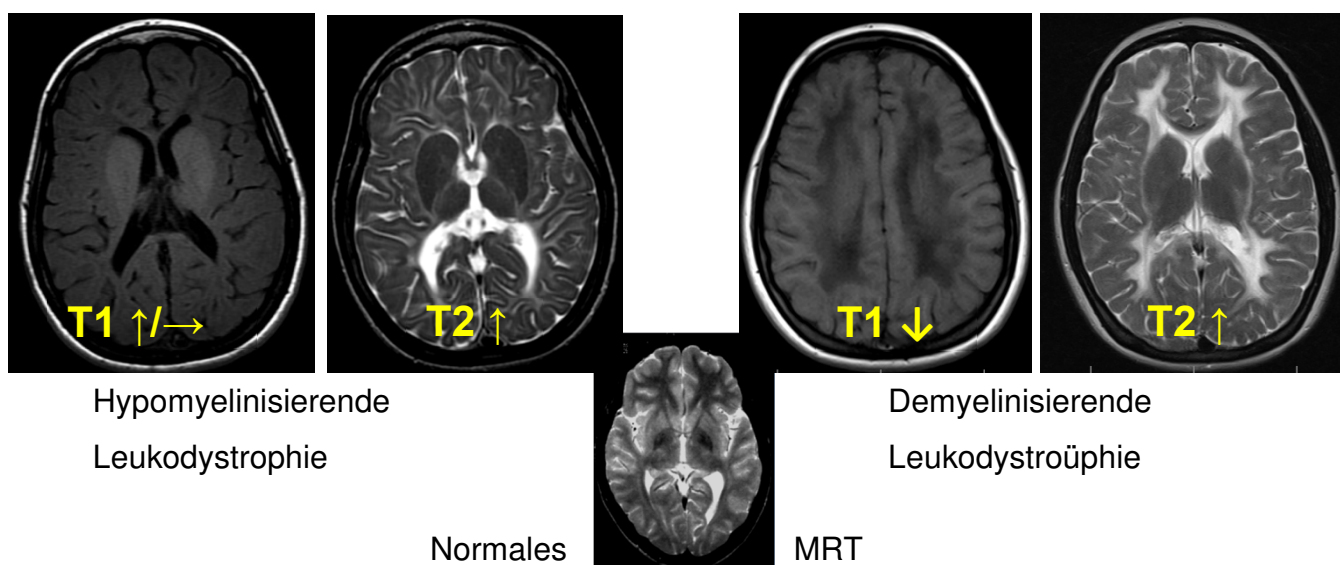 T1 ↑/→
T2 ↑
T1 ↓
T2 ↑
Hypomyelinisierende
Leukodystrophie
Demyelinisierende
Leukodystroüphie
Normales MRT